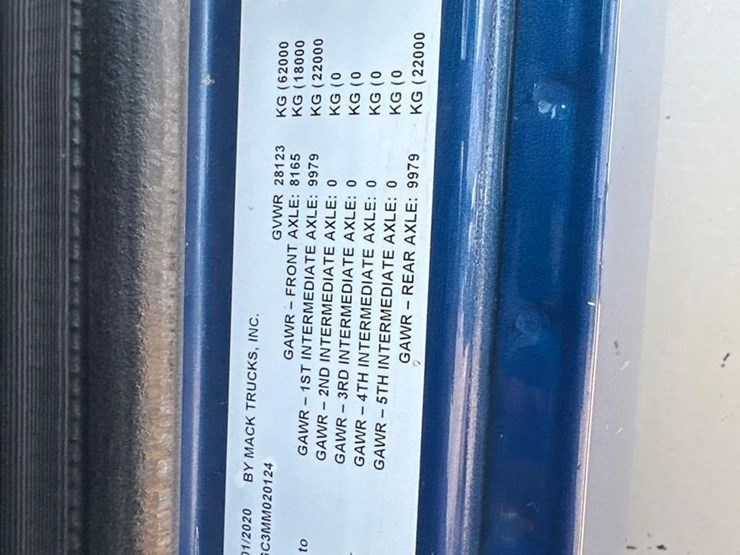 01/2020 BY MACK TRUCKS, INC.
C3MM020124
to
GVWR 28123 KG (62000
GAWR – FRONT AXLE: 8165 KG (18000
GAWR – 1ST INTERMEDIATE AXLE: 9979 KG (22000
GAWR – 2ND INTERMEDIATE AXLE: 0 KG (0
GAWR – 3RD INTERMEDIATE AXLE: 0 KG (0
GAWR – 4TH INTERMEDIATE AXLE: 0 KG (0
GAWR – 5TH INTERMEDIATE AXLE: 0 KG (0
GAWR – REAR AXLE: 9979 KG (22000